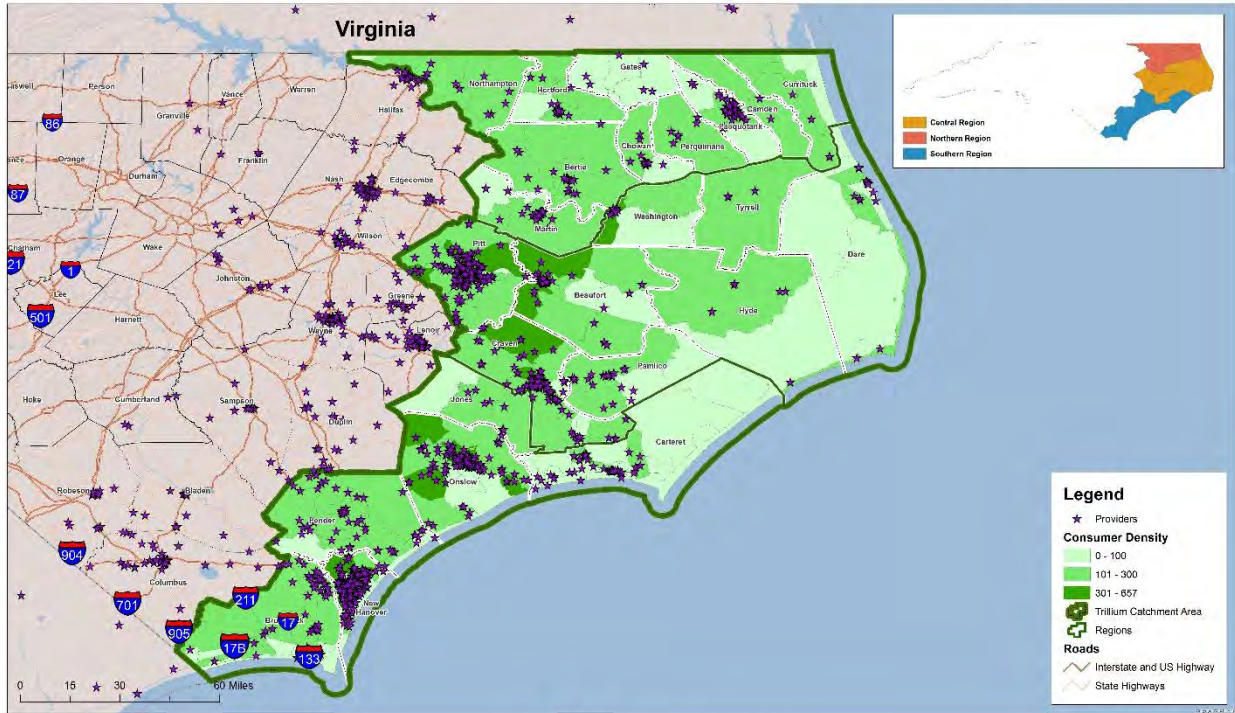 Virginia
Central Region
Northern Region
Southern Region
Caswell
Person
Vance
Warren
Granville
Halifax
Northampton
Gates
Hertford
Currituck
Camden
Pasquotank
Perquimans
Chowan
Bertie
86
Orange
Durham
Franklin
Nash
Edgecombe
87
Martin
Washington
Tyrrell
Dare
Chatham
Wake
Wilson
Pitt
21
1
Johnston
Greene
Beaufort
Hyde
Lee
501
Harnett
Wayne
Lenoir
Craven
Pamlico
Hoke
Cumberland
Sampson
Duplin
Jones
Carteret
Onslow
Robeson
Bladen
Pender
904
Columbus
701
211
New
Hanover
17
905
17B
133
0 15 30 60 Miles
Legend
Providers
Consumer Density
0 - 100
101 - 300
301 - 657
Trillium Catchment Area
Regions
Roads
Interstate and US Highway
State Highways